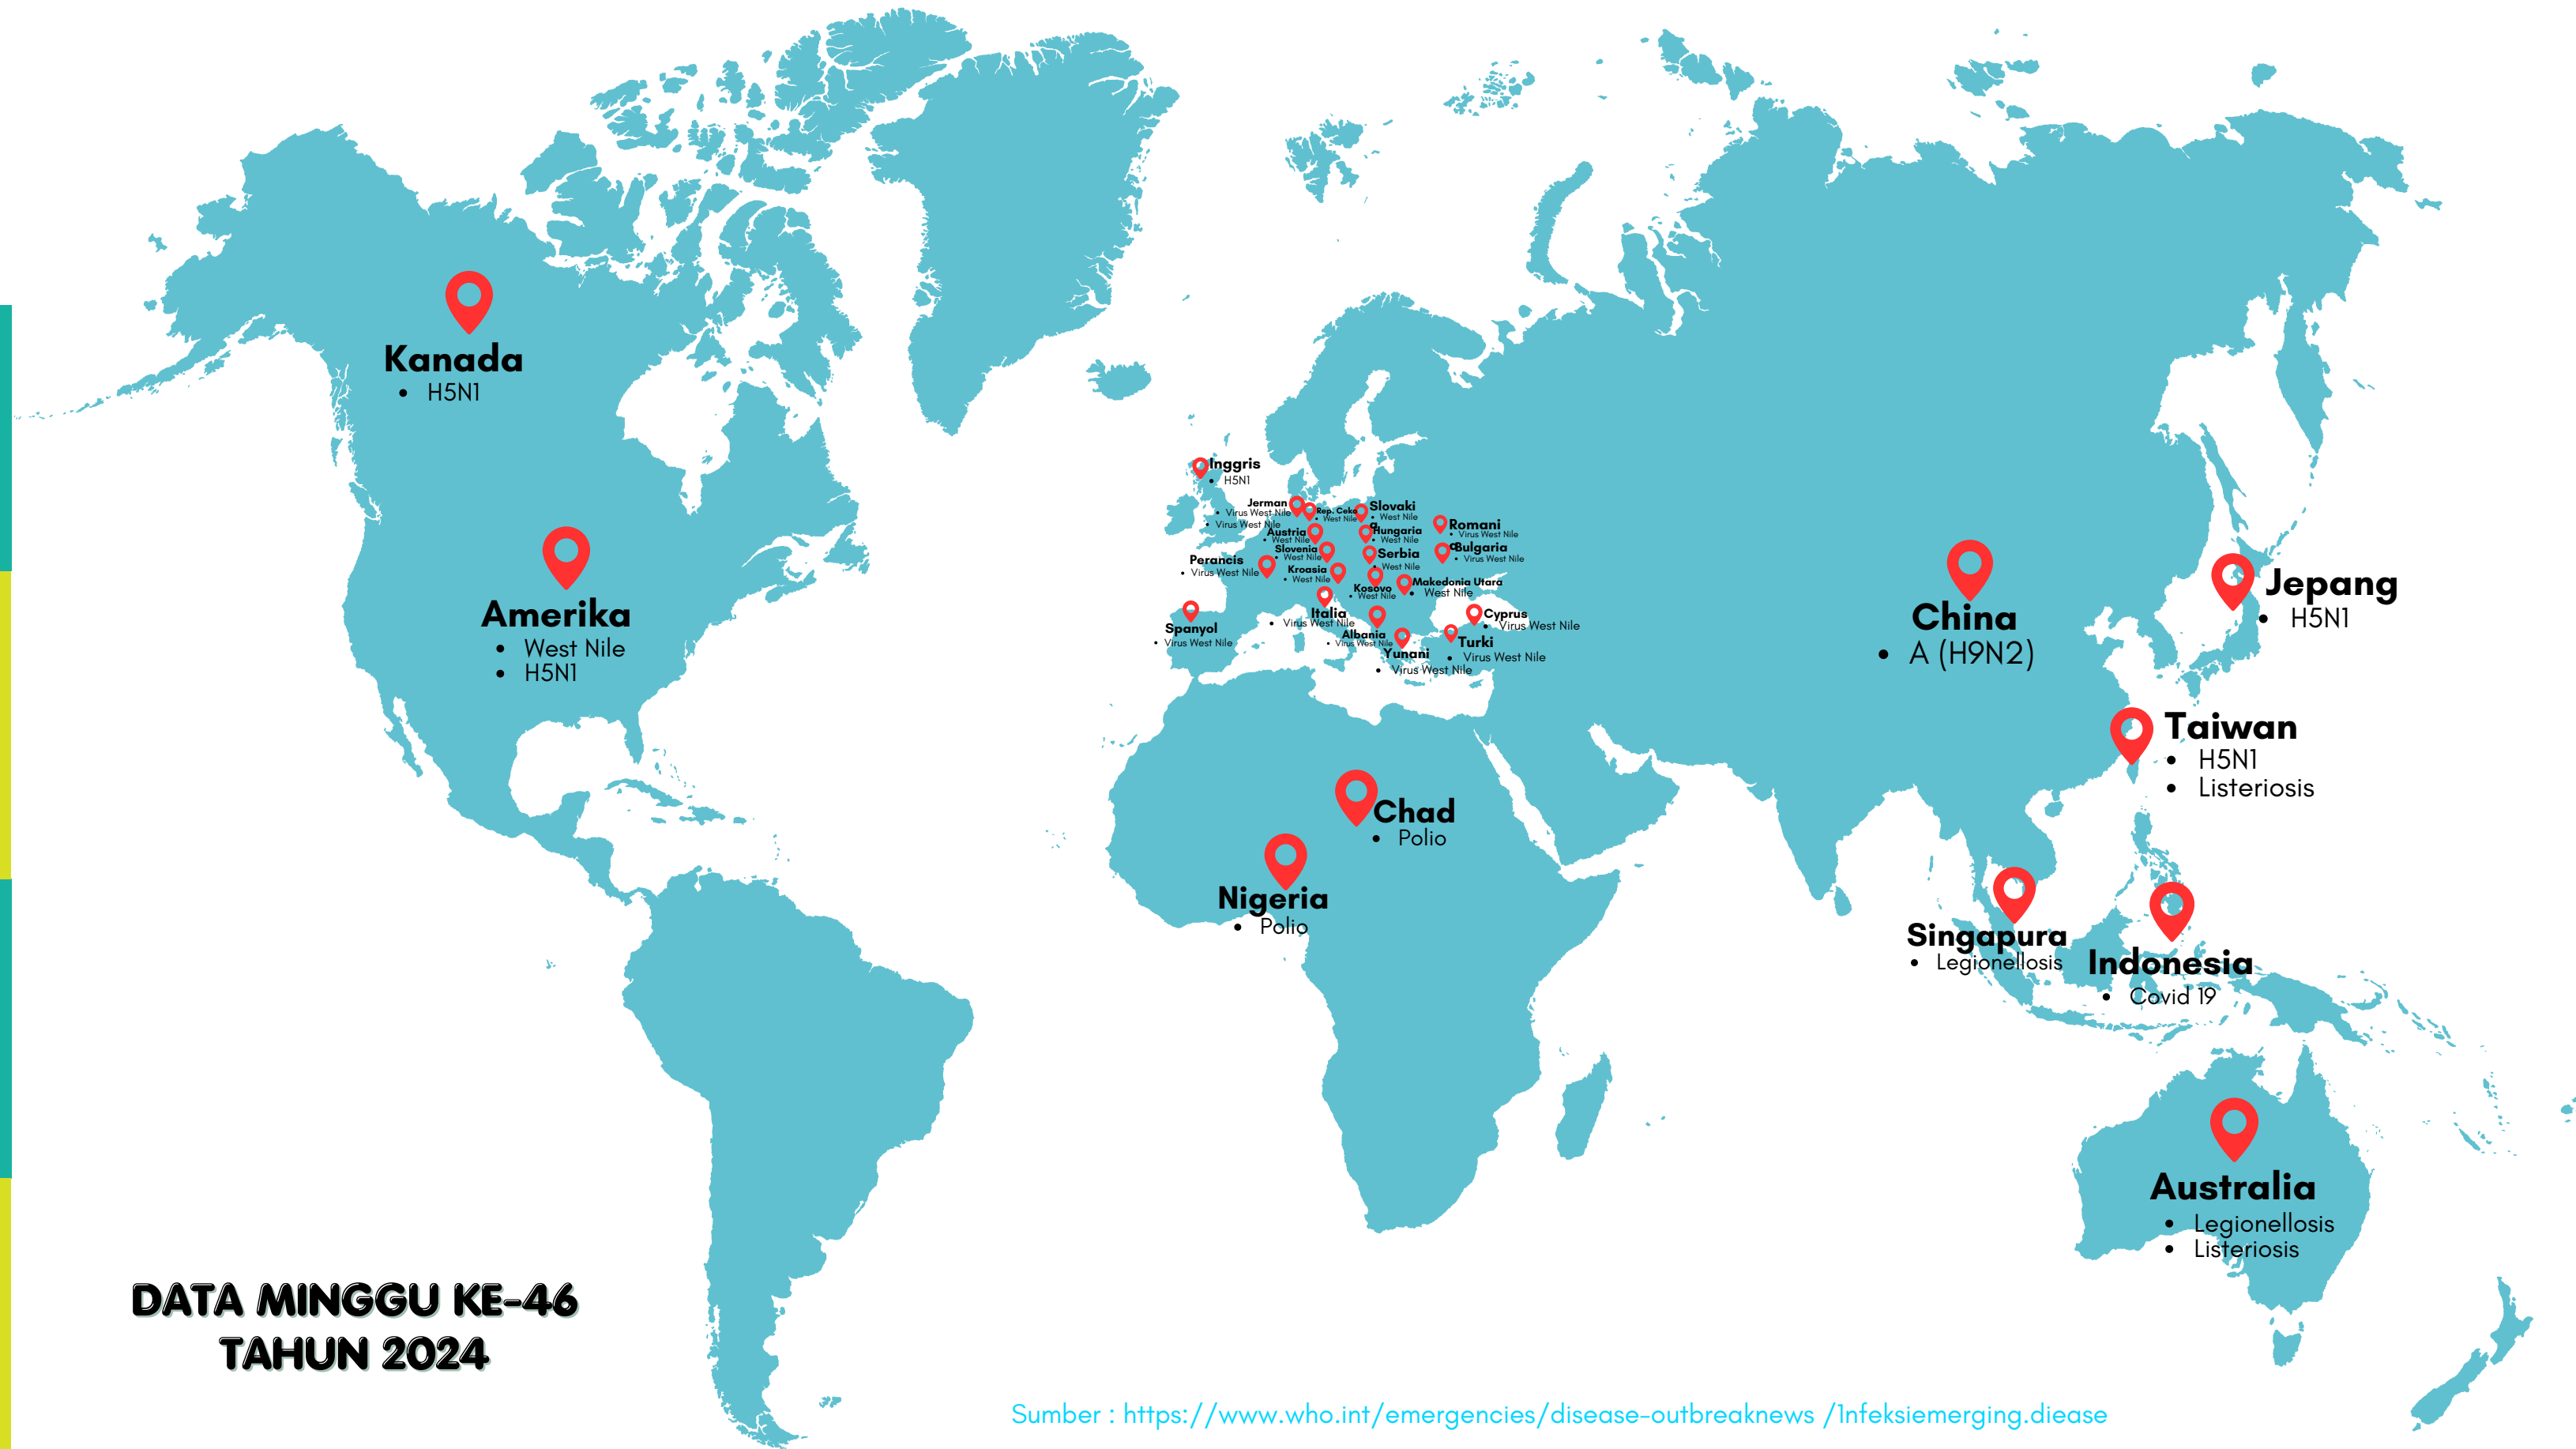 Kanada
• H5N1
Amerika
• West Nile
• H5N1
Inggris
• H5N1
Jerman
• Virus West Nile
• Virus West Nile
Rep. Ceko
• West Nile
Slovaki
a
• West Nile
Romani
a
• Virus West Nile
Austria
• West Nile
Hungaria
• West Nile
Slovenia
• West Nile
Serbia
• West Nile
Bulgaria
• Virus West Nile
Perancis
• Virus West Nile
Kroasia
• West Nile
Kosovo
• West Nile
Makedonia Utara
• West Nile
Spanyol
• Virus West Nile
Italia
• Virus West Nile
Cyprus
• Virus West Nile
Albania
• Virus West Nile
Turki
• Virus West Nile
Yunani
• Virus West Nile
China
• A (H9N2)
Jepang
• H5N1
Taiwan
• H5N1
• Listeriosis
Chad
• Polio
Nigeria
• Polio
Singapura
• Legionellosis
Indonesia
• Covid 19
Australia
• Legionellosis
• Listeriosis
DATA MINGGU KE-46
TAHUN 2024
Sumber : https://www.who.int/emergencies/disease-outbreaknews /1nfeksiemerging.diease